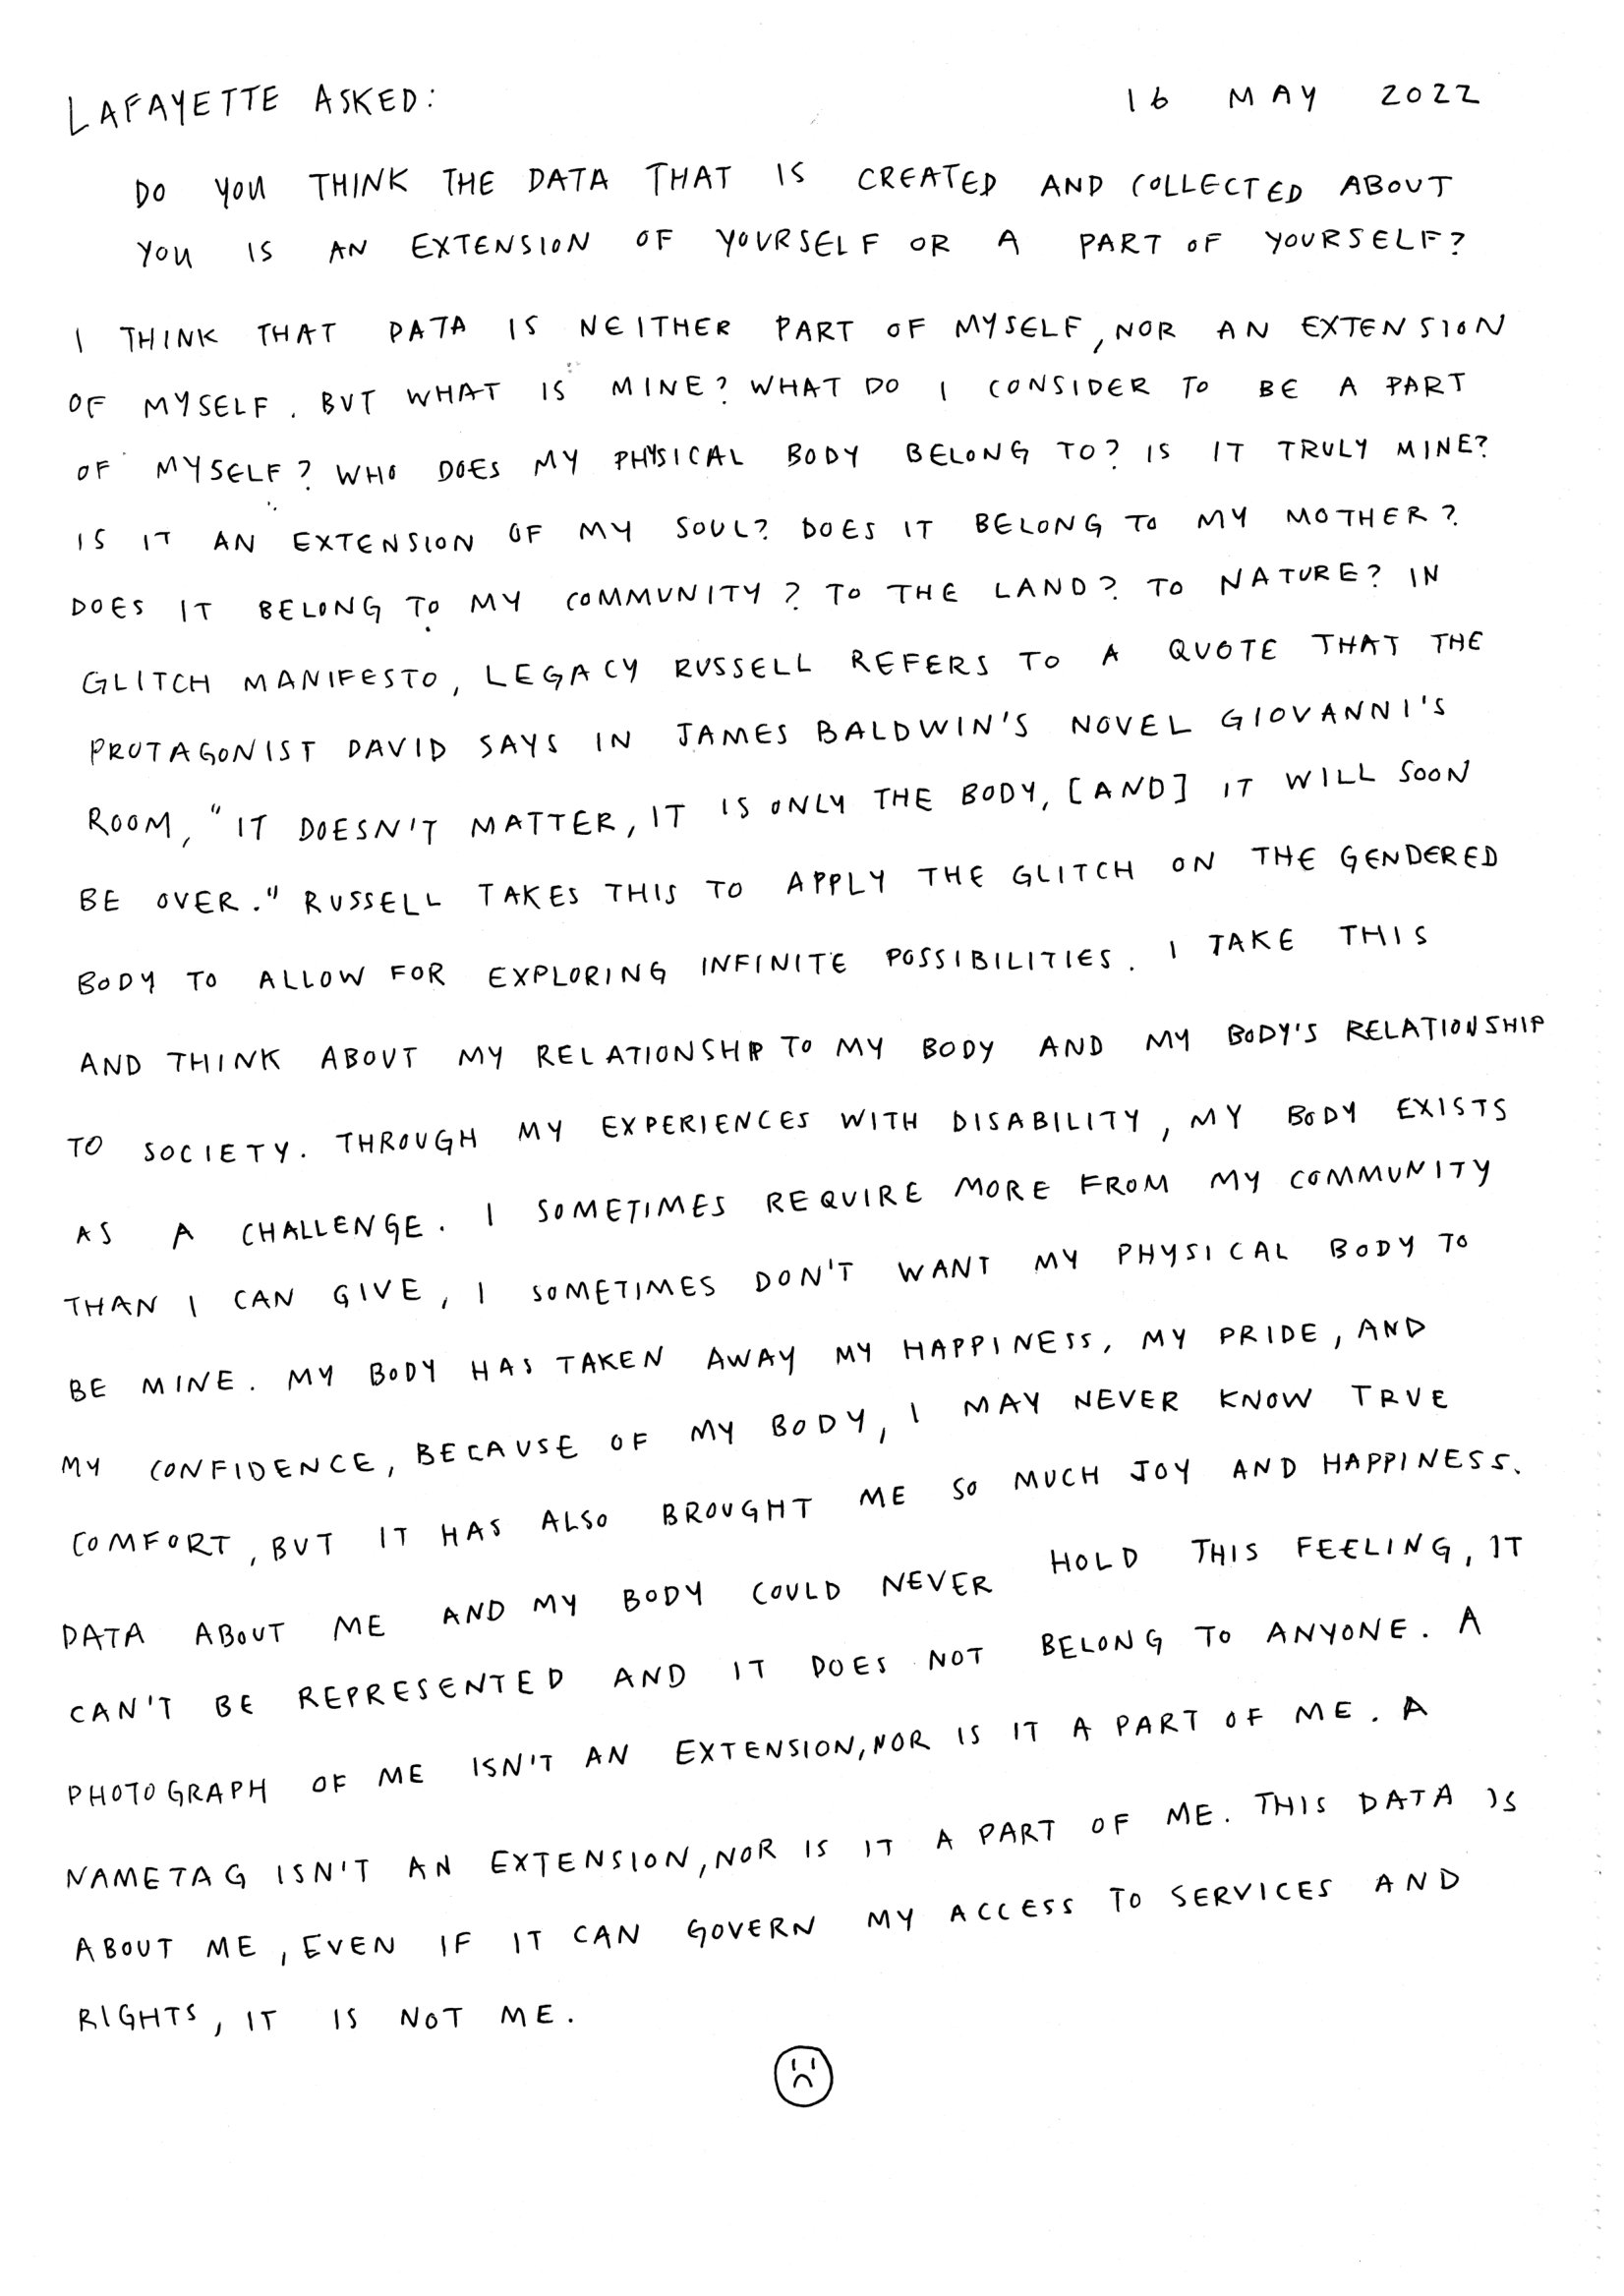 LAFAYETTE ASKED: 16 MAY 2022
DO YOU THINK THE DATA THAT IS CREATED AND COLLECTED ABOUT
YOU IS AN EXTENSION OF YOURSELF OR A PART OF YOURSELF?
I THINK THAT DATA IS NEITHER PART OF MYSELF, NOR AN EXTENSION
OF MYSELF. BUT WHAT IS MINE? WHAT DO I CONSIDER TO BE A PART
OF MYSELF? WHO DOES MY PHYSICAL BODY BELONG TO? IS IT TRULY MINE?
IS IT AN EXTENSION OF MY SOUL? DOES IT BELONG TO MY MOTHER?
DOES IT BELONG TO MY COMMUNITY? TO THE LAND? TO NATURE? IN
GLITCH MANIFESTO, LEGACY RUSSELL REFERS TO A QUOTE THAT THE
PROTAGONIST DAVID SAYS IN JAMES BALDWIN'S NOVEL GIOVANNI'S
ROOM, "IT DOESN'T MATTER, IT IS ONLY THE BODY, [AND] IT WILL SOON
BE OVER." RUSSELL TAKES THIS TO APPLY THE GLITCH ON THE GENDERED
BODY TO ALLOW FOR EXPLORING INFINITE POSSIBILITIES. I TAKE THIS
AND THINK ABOUT MY RELATIONSHIP TO MY BODY AND MY BODY'S RELATIONSHIP
TO SOCIETY. THROUGH MY EXPERIENCES WITH DISABILITY, MY BODY EXISTS
AS A CHALLENGE. I SOMETIMES REQUIRE MORE FROM MY COMMUNITY
THAN I CAN GIVE, I SOMETIMES DON'T WANT MY PHYSICAL BODY TO
BE MINE. MY BODY HAS TAKEN AWAY MY HAPPINESS, MY PRIDE, AND
MY CONFIDENCE, BECAUSE OF MY BODY, I MAY NEVER KNOW TRUE
COMFORT, BUT IT HAS ALSO BROUGHT ME SO MUCH JOY AND HAPPINESS.
DATA ABOUT ME AND MY BODY COULD NEVER HOLD THIS FEELING, IT
CAN'T BE REPRESENTED AND IT DOES NOT BELONG TO ANYONE. A
PHOTOGRAPH OF ME ISN'T AN EXTENSION, NOR IS IT A PART OF ME. A
NAMETAG ISN'T AN EXTENSION, NOR IS IT A PART OF ME. THIS DATA IS
ABOUT ME, EVEN IF IT CAN GOVERN MY ACCESS TO SERVICES AND
RIGHTS, IT IS NOT ME.